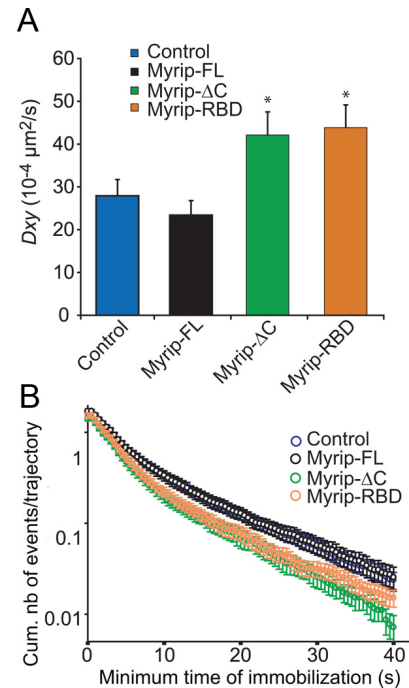 A
Dxy (10-4 μm2/s)
60
50
40
30
20
10
0
Control
Myrip-FL
Myrip-ΔC
Myrip-RBD
*
*
Control
Myrip-FL
Myrip-ΔC
Myrip-RBD
B
Cum. nb of events/trajectory
1
0.1
0.01
Control
Myrip-FL
Myrip-ΔC
Myrip-RBD
0
10
20
30
40
Minimum time of immobilization (s)